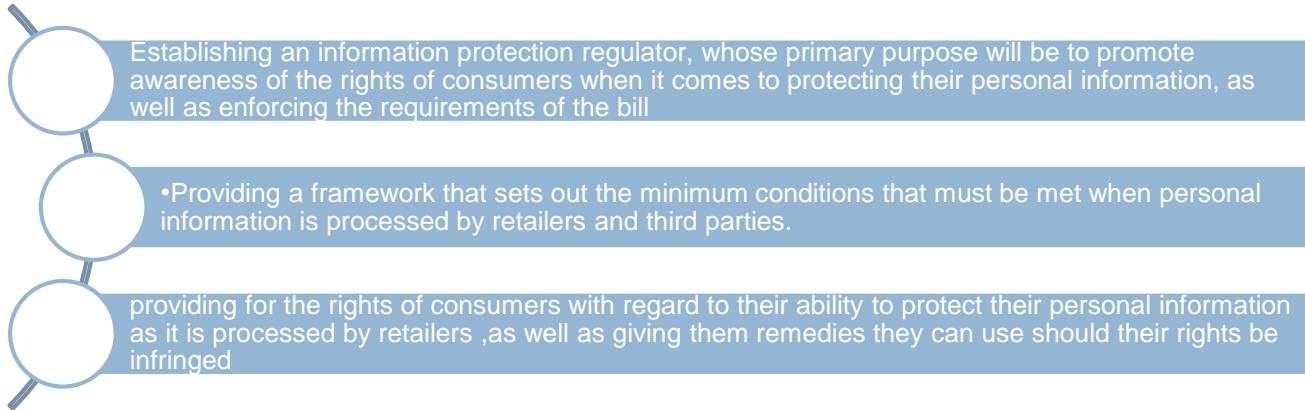 Establishing an information protection regulator, whose primary purpose will be to promote
awareness of the rights of consumers when it comes to protecting their personal information, as
well as enforcing the requirements of the bill
•Providing a framework that sets out the minimum conditions that must be met when personal
information is processed by retailers and third parties.
providing for the rights of consumers with regard to their ability to protect their personal information
as it is processed by retailers ,as well as giving them remedies they can use should their rights be
infringed